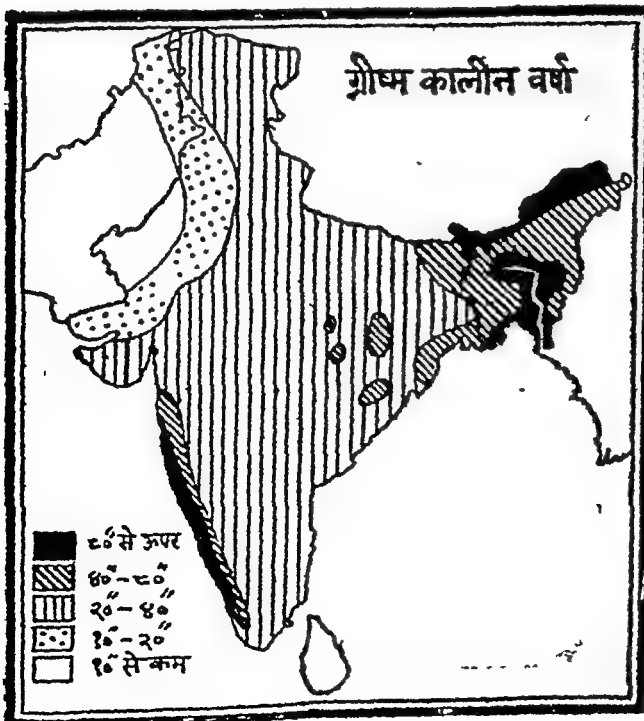 ग्रीष्म कालीन वर्षा
८०" से ऊपर
४०"-८०"
२०"-४०"
१०"-२०"
१०" से कम